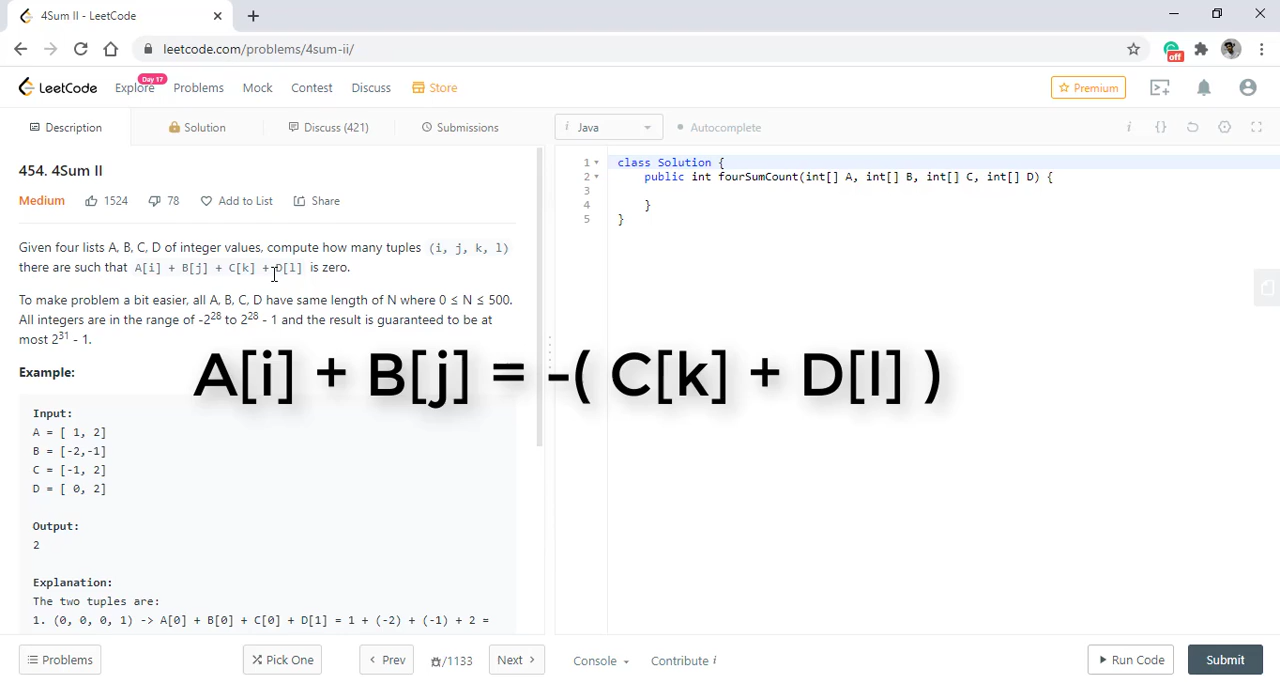 4Sum II - LeetCode
leetcode.com/problems/4sum-ii/
off
LeetCode
Explore
Day 17
Problems
Mock
Contest
Discuss
Store
Premium
Description
Solution
Discuss (421)
Submissions
i Java
Autocomplete
i {}
454. 4Sum II
Medium 1524 78 Add to List Share
Given four lists A, B, C, D of integer values, compute how many tuples (i, j, k, l)
there are such that A[i] + B[j] + C[k] + D[l] is zero.
To make problem a bit easier, all A, B, C, D have same length of N where 0 ≤ N ≤ 500.
All integers are in the range of -2^28 to 2^28 - 1 and the result is guaranteed to be at
most 2^31 - 1.
Example:
Input:
A = [ 1, 2]
B = [-2,-1]
C = [-1, 2]
D = [ 0, 2]
Output:
2
Explanation:
The two tuples are:
1. (0, 0, 0, 1) -> A[0] + B[0] + C[0] + D[1] = 1 + (-2) + (-1) + 2 =
1 class Solution {
2 public int fourSumCount(int[] A, int[] B, int[] C, int[] D) {
3
4 }
5 }
A[i] + B[j] = -( C[k] + D[l] )
Problems
Pick One
Prev
/1133
Next
Console
Contribute i
Run Code
Submit